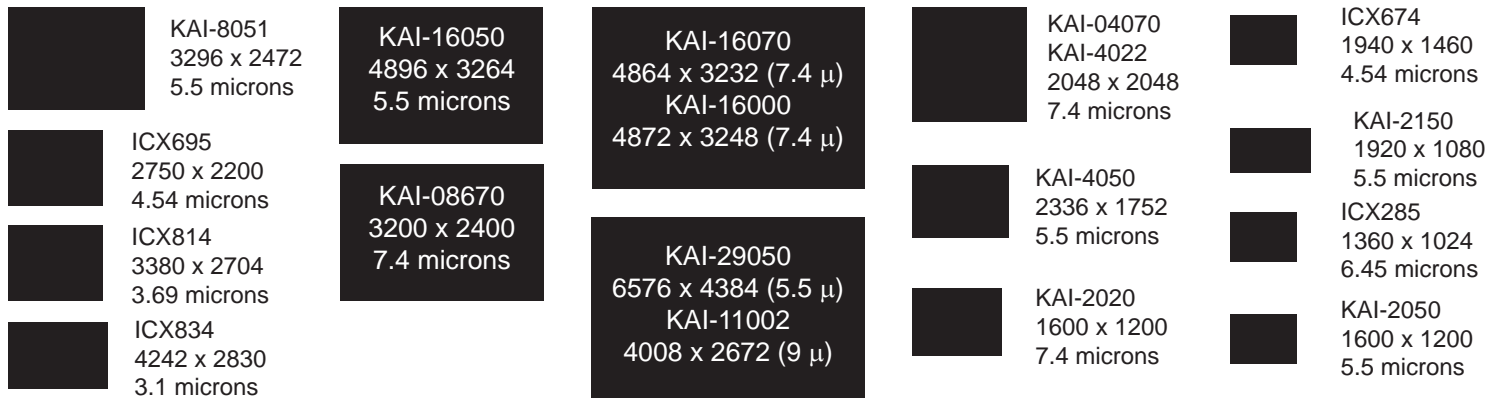 KAI-8051
3296 x 2472
5.5 microns
ICX695
2750 x 2200
4.54 microns
ICX814
3380 x 2704
3.69 microns
ICX834
4242 x 2830
3.1 microns
KAI-16050
4896 x 3264
5.5 microns
KAI-08670
3200 x 2400
7.4 microns
KAI-16070
4864 x 3232 (7.4 μ)
KAI-16000
4872 x 3248 (7.4 μ)
KAI-29050
6576 x 4384 (5.5 μ)
KAI-11002
4008 x 2672 (9 μ)
KAI-04070
KAI-4022
2048 x 2048
7.4 microns
KAI-4050
2336 x 1752
5.5 microns
KAI-2020
1600 x 1200
7.4 microns
ICX674
1940 x 1460
4.54 microns
KAI-2150
1920 x 1080
5.5 microns
ICX285
1360 x 1024
6.45 microns
KAI-2050
1600 x 1200
5.5 microns